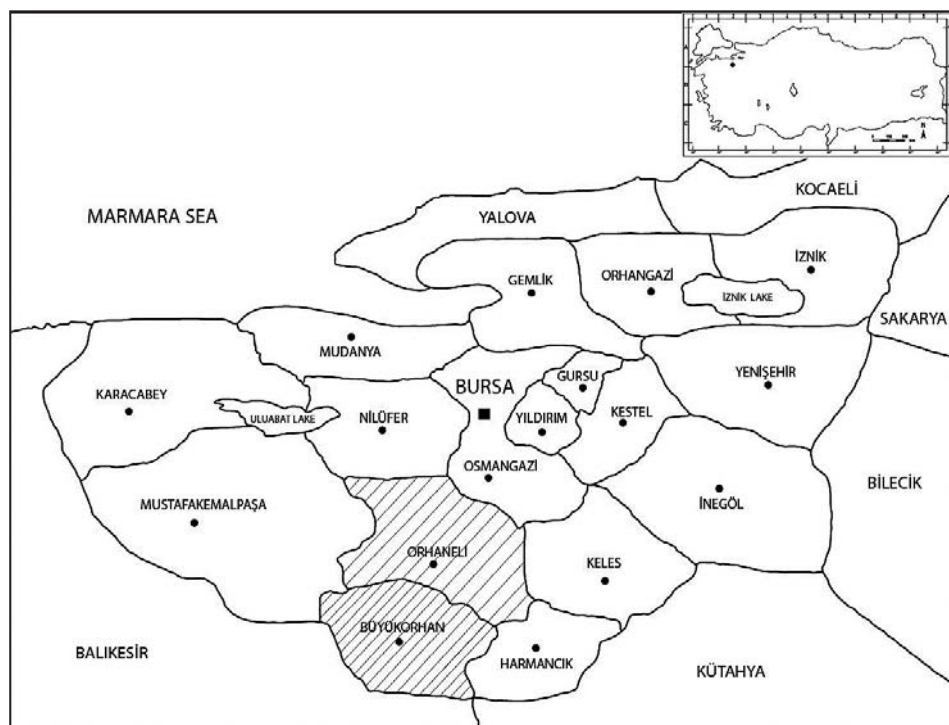 KOCAELİ
MARMARA SEA
YALOVA
İZNİK
GEMLİK
ORHANGAZİ
İZNİK LAKE
SAKARYA
MUDANYA
GURSU
YENİŞEHİR
KARACABEY
BURSA
ULUABAT LAKE
NİLÜFER
YILDIRIM
KESTEL
OSMANGAZİ
BİLECİK
MUSTAFAKEMALPAŞA
İNEGÖL
ORHANELİ
KELES
BÜYÜKORHAN
BALIKESİR
HARMANCIK
KÜTAHYA